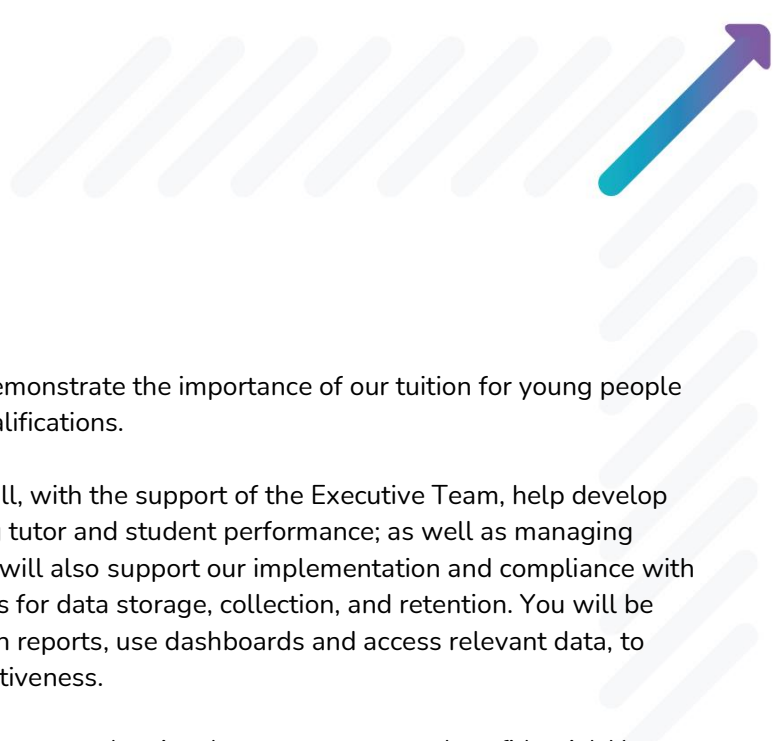 emonstrate the importance of our tuition for young people
alifications.
ll, with the support of the Executive Team, help develop
tutor and student performance; as well as managing
will also support our implementation and compliance with
s for data storage, collection, and retention. You will be
n reports, use dashboards and access relevant data, to
tiveness.